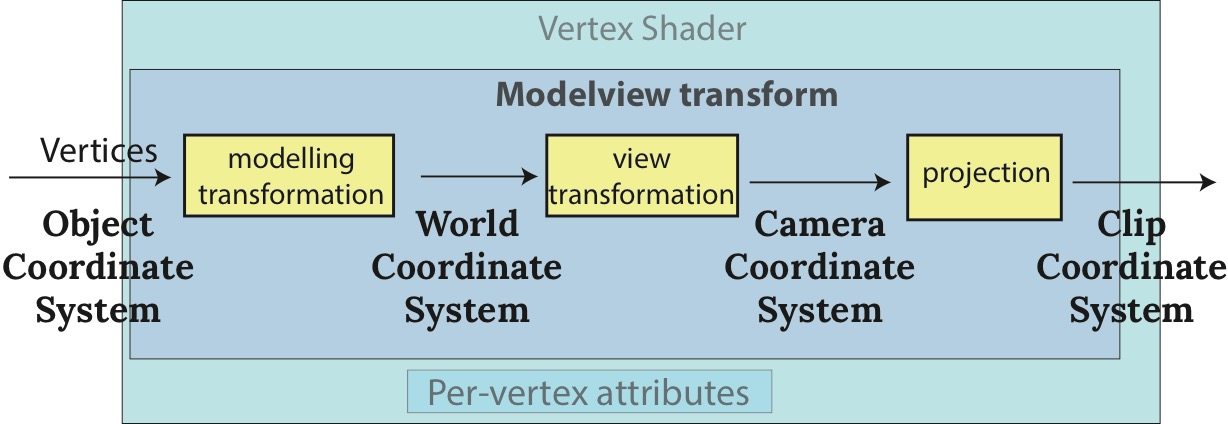 Vertex Shader
Modelview transform
Vertices
modelling
transformation
view
transformation
projection
Object
Coordinate
System
World
Coordinate
System
Camera
Coordinate
System
Clip
Coordinate
System
Per-vertex attributes